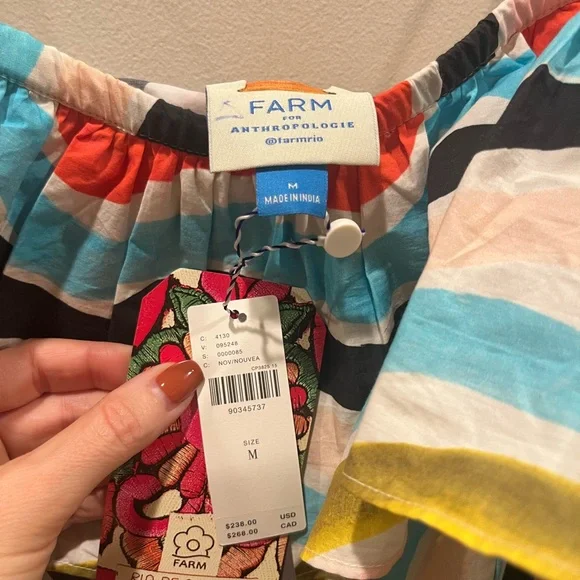 FARM
FOR
ANTHROPOLOGIE
@farmrio
M
MADE IN INDIA
C: 4130
V: 095248
S: 0000085
C: NOV/NOUVEA
90345737
SIZE
M
$238.00 USD
$268.00 CAD
FARM